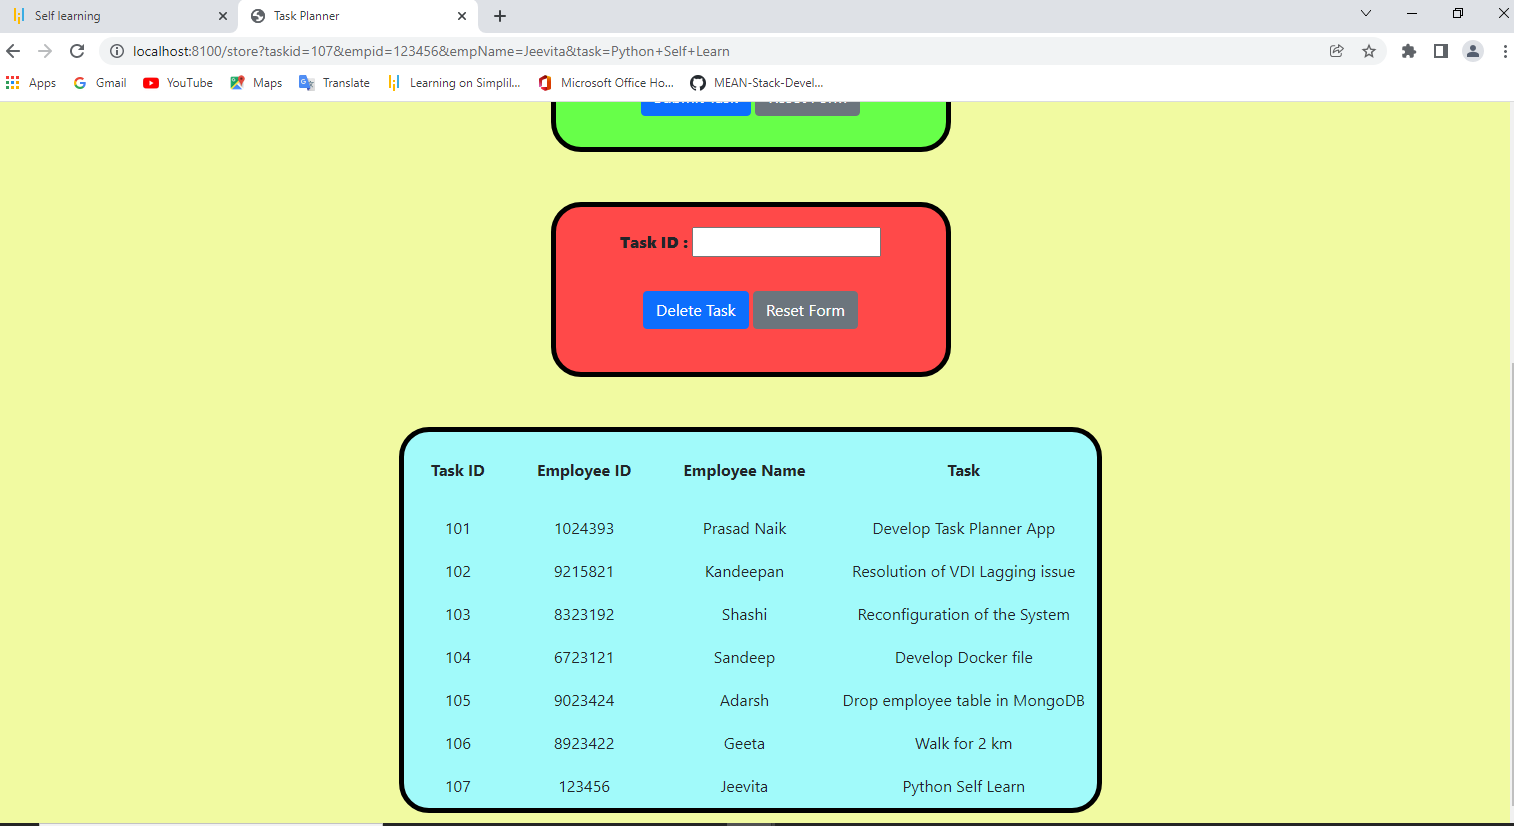 Self learning
Task Planner
localhost:8100/store?taskid=107&empid=123456&empName=Jeevita&task=Python+Self+Learn
Apps Gmail YouTube Maps Translate Learning on Simplil... Microsoft Office Ho... MEAN-Stack-Devel...
Task ID :
Delete Task Reset Form
Task ID Employee ID Employee Name Task
101 1024393 Prasad Naik Develop Task Planner App
102 9215821 Kandeepan Resolution of VDI Lagging issue
103 8323192 Shashi Reconfiguration of the System
104 6723121 Sandeep Develop Docker file
105 9023424 Adarsh Drop employee table in MongoDB
106 8923422 Geeta Walk for 2 km
107 123456 Jeevita Python Self Learn